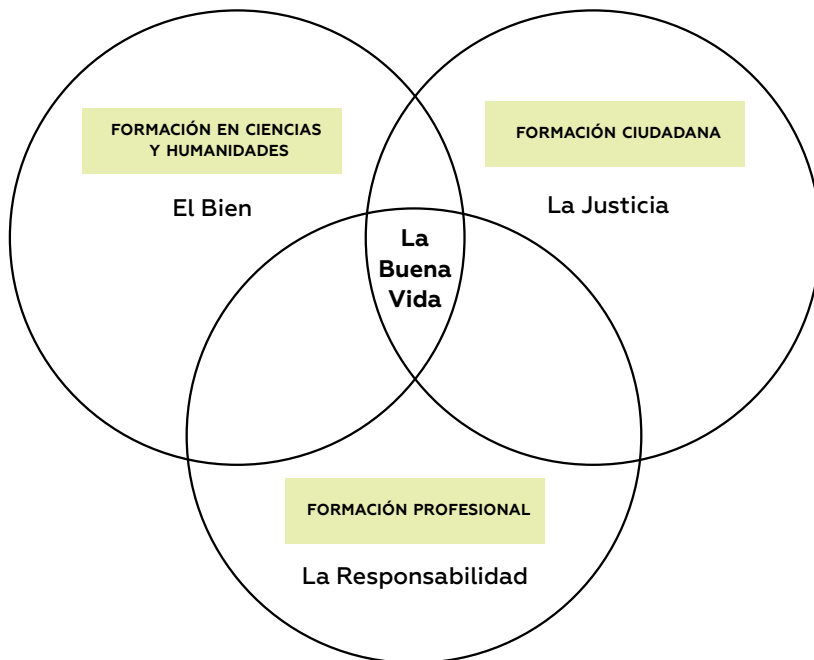 FORMACIÓN EN CIENCIAS
Y HUMANIDADES
El Bien
FORMACIÓN CIUDADANA
La Justicia
La
Buena
Vida
FORMACIÓN PROFESIONAL
La Responsabilidad